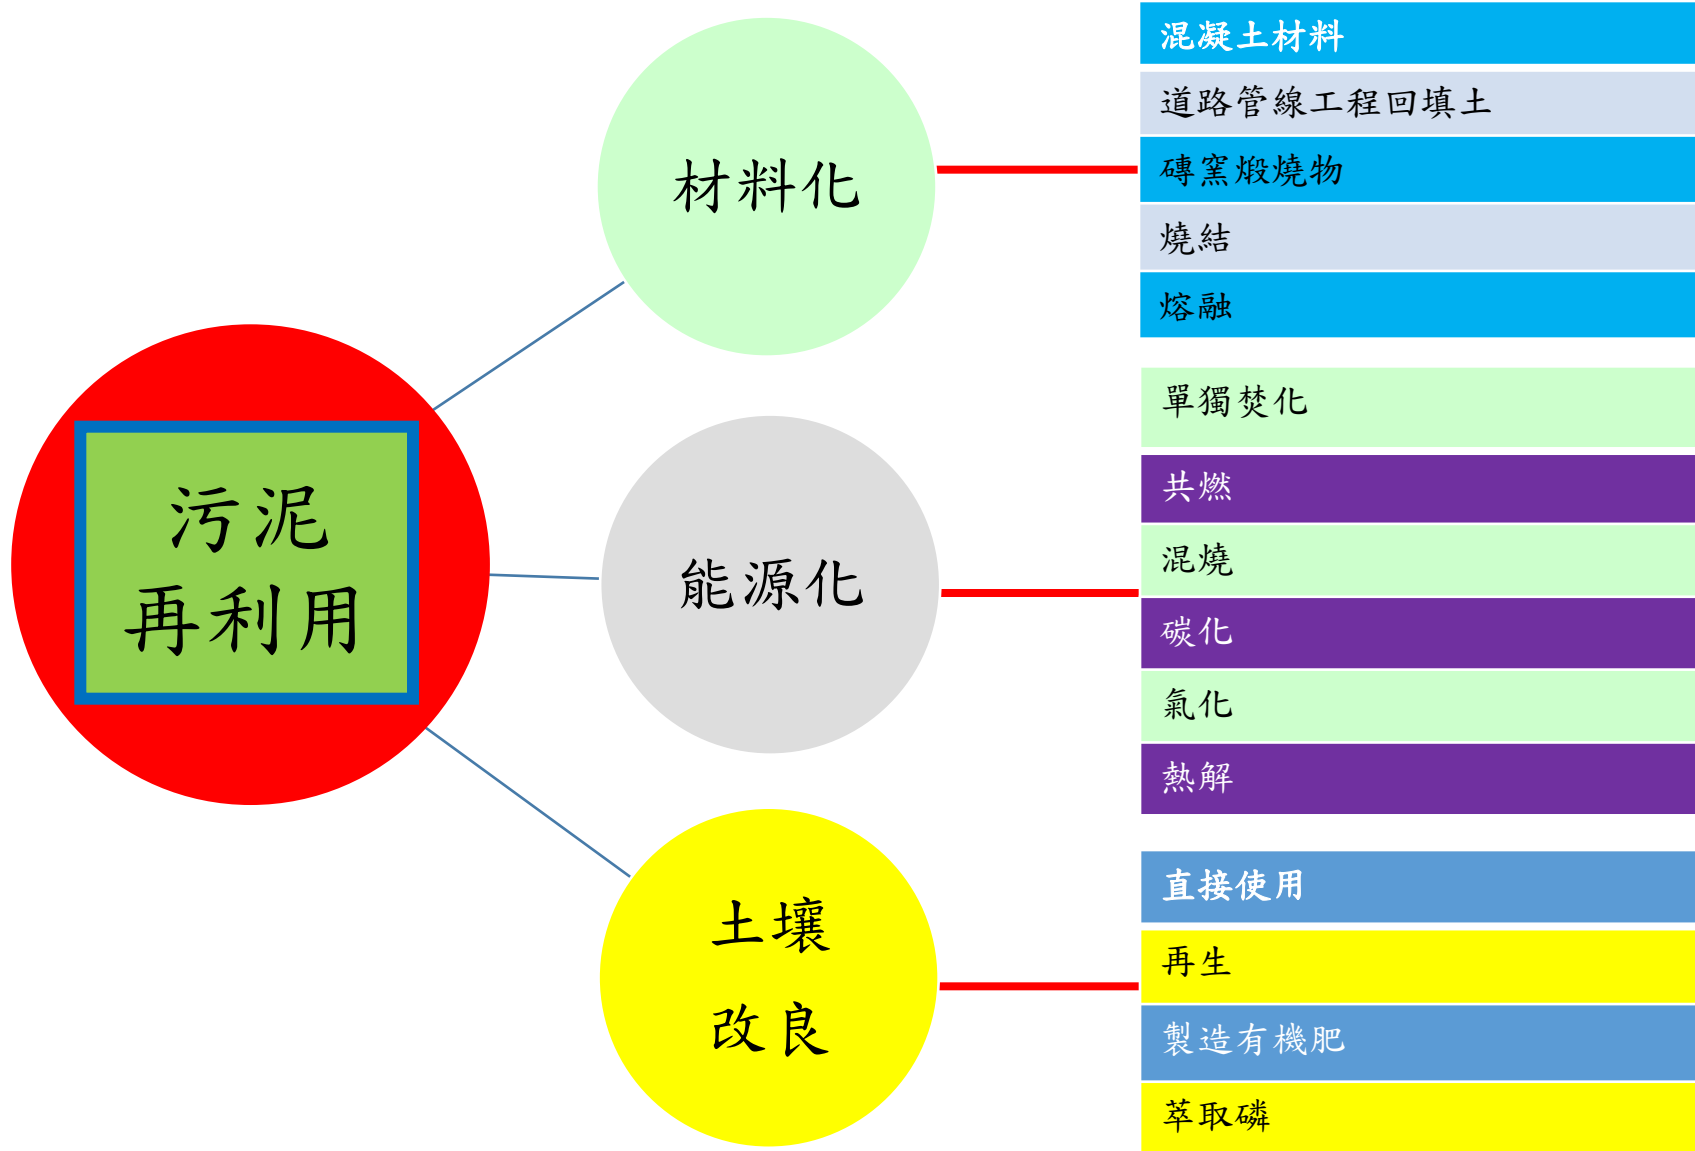 污泥
再利用
材料化
混凝土材料
道路管線工程回填土
磚窯煅燒物
燒結
熔融
能源化
單獨焚化
共燃
混燒
碳化
氣化
熱解
土壤
改良
直接使用
再生
製造有機肥
萃取磷